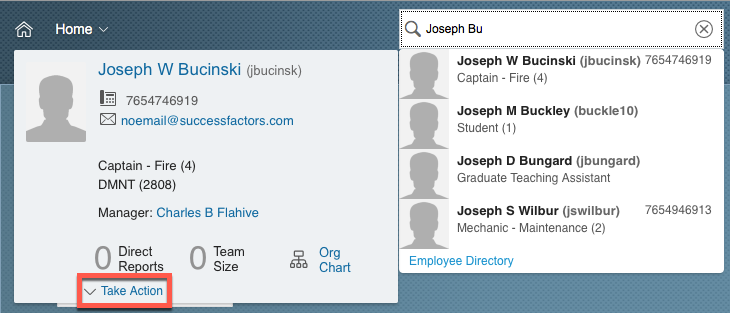 Home
Joseph Bu
Joseph W Bucinski (jbucinsk)
7654746919
noemail@successfactors.com
Captain - Fire (4)
DMNT (2808)
Manager: Charles B Flahive
0 Direct Reports
0 Team Size
Org Chart
Take Action
Joseph W Bucinski (jbucinsk) 7654746919
Captain - Fire (4)
Joseph M Buckley (buckle10)
Student (1)
Joseph D Bungard (jbungard)
Graduate Teaching Assistant
Joseph S Wilbur (jswilbur) 7654946913
Mechanic - Maintenance (2)
Employee Directory